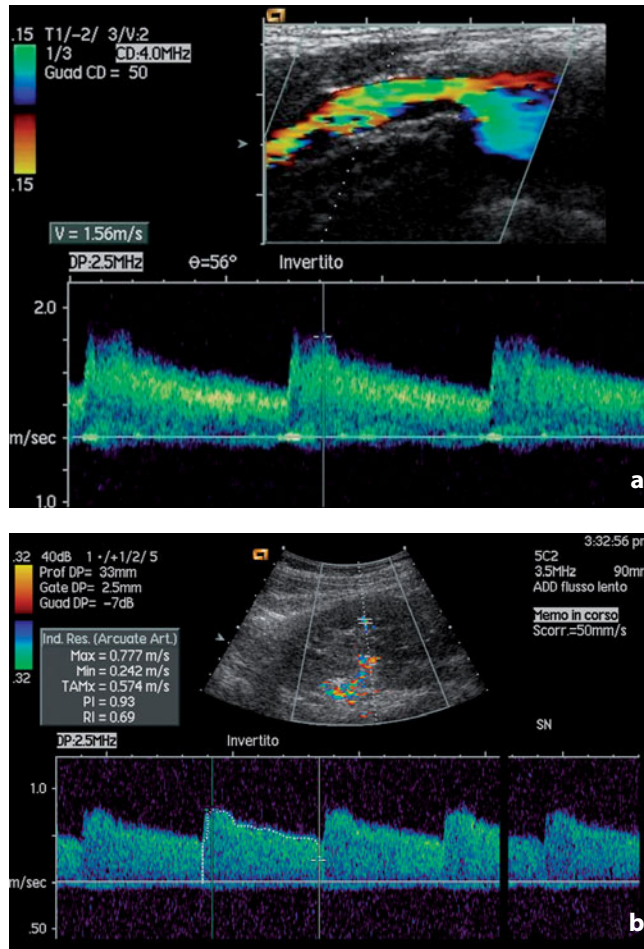 .15
T1/-2/ 3/V:2
1/3 CD:4.0MHz
Guad CD = 50
.15
V = 1.56m/s
DP:2.5MHz Θ=56° Invertito
2.0
m/sec
1.0
a
.32
40dB 1 •/+1/2/ 5
Prof DP= 33mm
Gate DP= 2.5mm
Guad DP= -7dB
.32
Ind. Res. (Arcuate Art.)
Max = 0.777 m/s
Min = 0.242 m/s
TAMx = 0.574 m/s
PI = 0.93
RI = 0.69
3:32:56 pm
5C2
3.5MHz 90mm
ADD flusso lento
Memo in corso
Scorr.=50mm/s
SN
DP:2.5MHz Invertito
1.0
m/sec
.50
b